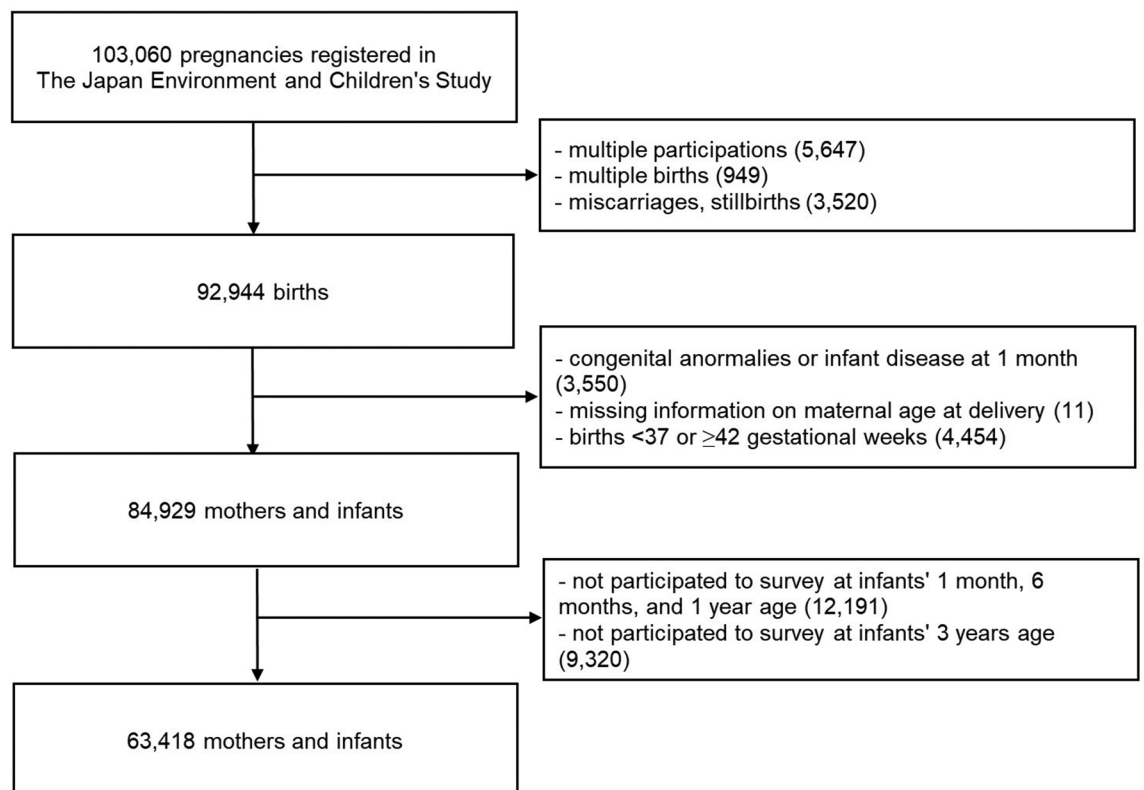 103,060 pregnancies registered in
The Japan Environment and Children's Study
- multiple participations (5,647)
- multiple births (949)
- miscarriages, stillbirths (3,520)
92,944 births
- congenital anormalies or infant disease at 1 month
(3,550)
- missing information on maternal age at delivery (11)
- births <37 or ≥42 gestational weeks (4,454)
84,929 mothers and infants
- not participated to survey at infants' 1 month, 6
months, and 1 year age (12,191)
- not participated to survey at infants' 3 years age
(9,320)
63,418 mothers and infants